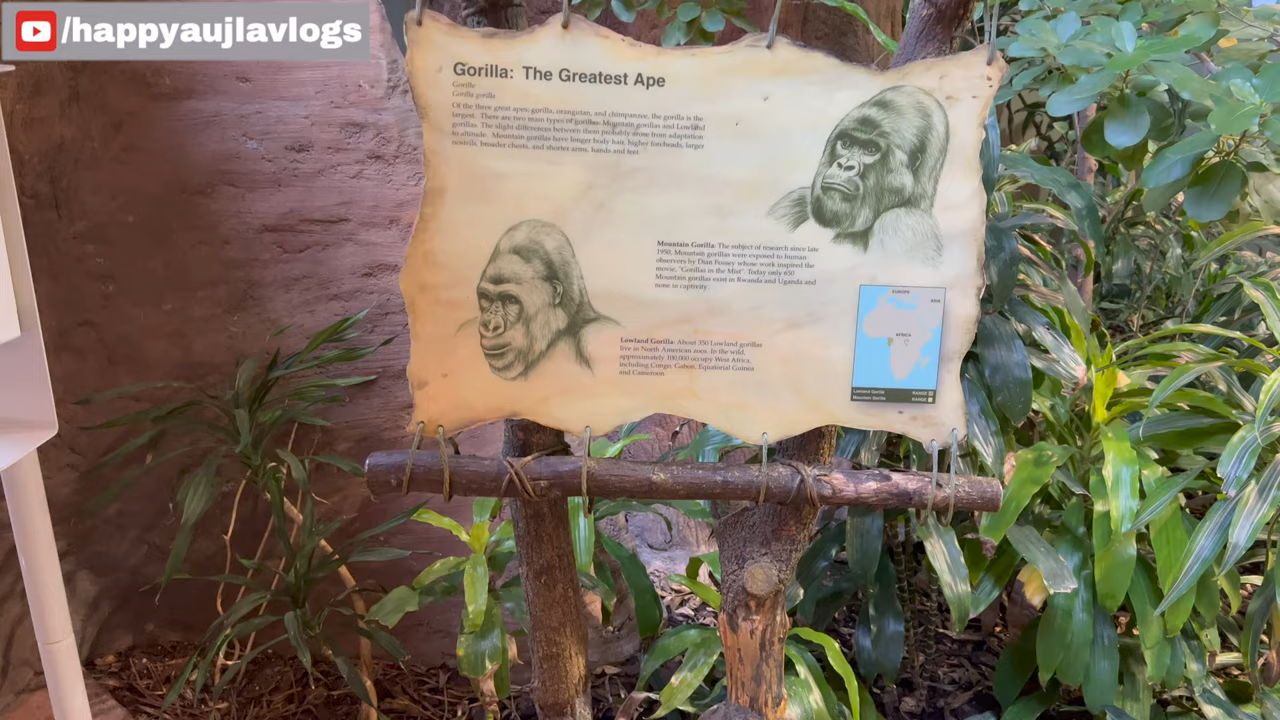 /happyaujlavlogs
Gorilla: The Greatest Ape
Gorille
Gorilla gorilla
Of the three great apes; gorilla, orangutan, and chimpanzee, the gorilla is the
largest. There are two main types of gorillas: Mountain gorillas and Lowland
gorillas. The slight differences between them probably arose from adaptation
to altitude. Mountain gorillas have longer body hair, higher foreheads, larger
nostrils, broader chests, and shorter arms, hands and feet.
Mountain Gorilla: The subject of research since late
1950, Mountain gorillas were exposed to human
observers by Dian Fossey whose work inspired the
movie, "Gorillas in the Mist". Today only 650
Mountain gorillas exist in Rwanda and Uganda and
none in captivity.
EUROPE
ASIA
AFRICA
Lowland Gorilla RANGE
Mountain Gorilla RANGE
Lowland Gorilla: About 350 Lowland gorillas
live in North American zoos. In the wild,
approximately 100,000 occupy West Africa,
including Congo, Gabon, Equatorial Guinea
and Cameroon.